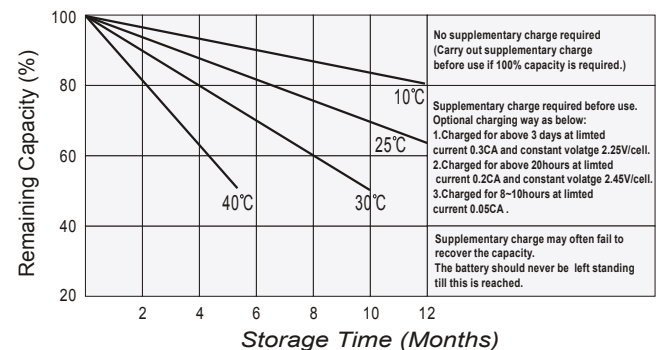 100
80
60
40
20
Remaining Capacity (%)
2 4 6 8 10 12
Storage Time (Months)
10℃
25℃
30℃
40℃
No supplementary charge required
(Carry out supplementary charge
before use if 100% capacity is required.)
Supplementary charge required before use.
Optional charging way as below:
1.Charged for above 3 days at limted
current 0.3CA and constant volatge 2.25V/cell.
2.Charged for above 20hours at limted
current 0.2CA and constant volatge 2.45V/cell.
3.Charged for 8~10hours at limted
current 0.05CA .
Supplementary charge may often fail to
recover the capacity.
The battery should never be left standing
till this is reached.